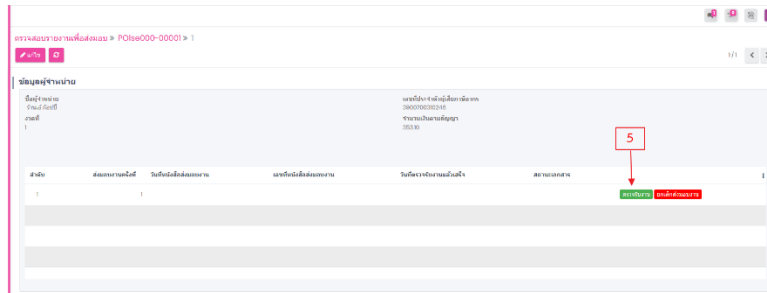 ตรวจสอบรายงานเพื่อส่งมอบ » POlse000-00001 » 1
แก้ไข
1/1
ข้อมูลผู้จำหน่าย
ชื่อผู้จำหน่าย
เลขที่ประจำตัวผู้เสียภาษีอากร
งวดที่
จำนวนเงินตามสัญญา
1
35310
5
ลำดับ ส่งมอบงานครั้งที่ วันที่หนังสือส่งมอบงาน เลขที่หนังสือส่งมอบงาน วันที่ตรวจรับงานแล้วเสร็จ สถานะเอกสาร
1 1 ตรวจรับงาน ยกเลิกส่งมอบงาน